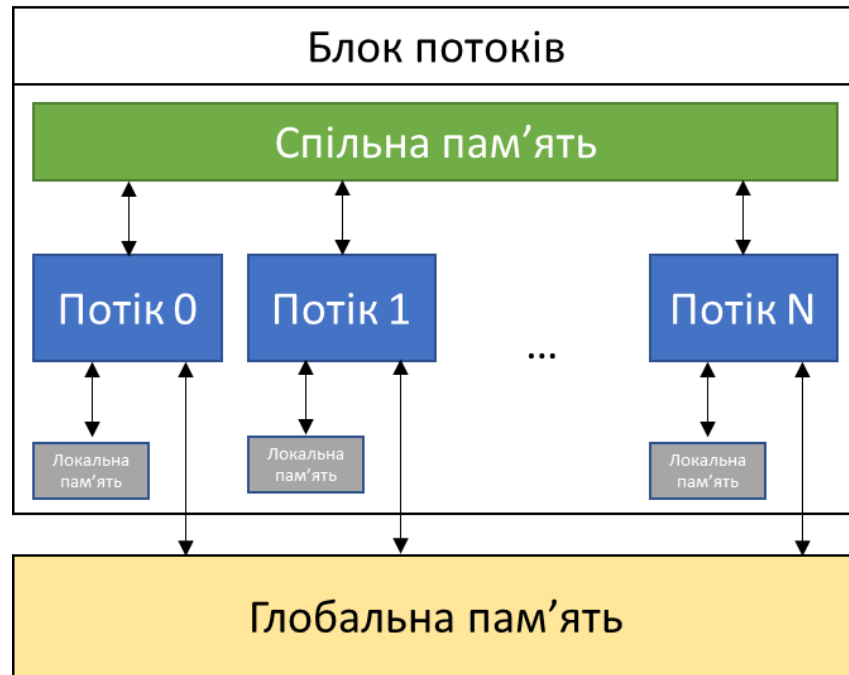 Блок потоків
Спільна пам’ять
Потік 0
Потік 1
...
Потік N
Локальна
пам’ять
Локальна
пам’ять
Локальна
пам’ять
Глобальна пам’ять